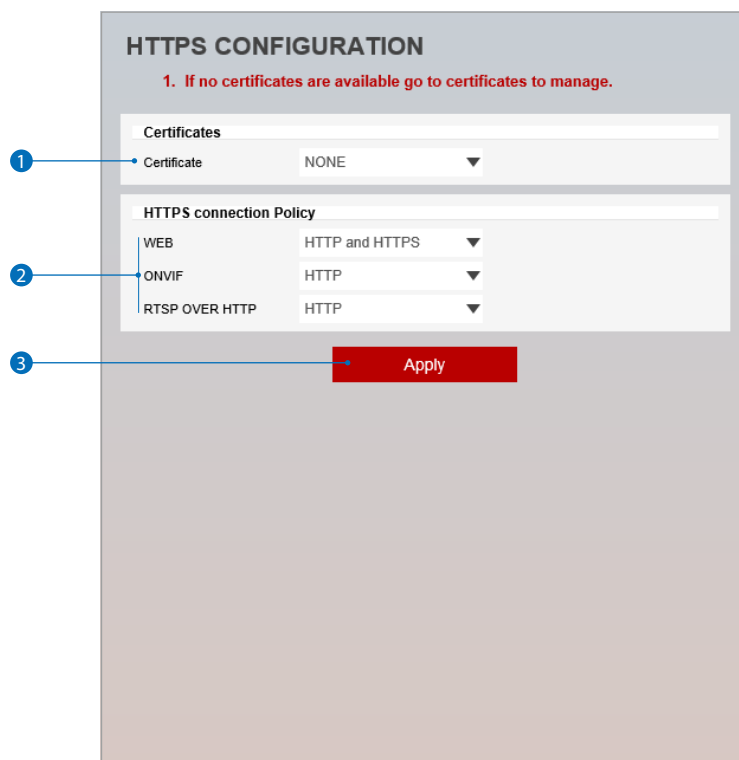 HTTPS CONFIGURATION
1. If no certificates are available go to certificates to manage.
Certificates
1 Certificate NONE
HTTPS connection Policy
WEB HTTP and HTTPS
2 ONVIF HTTP
RTSP OVER HTTP HTTP
3 Apply